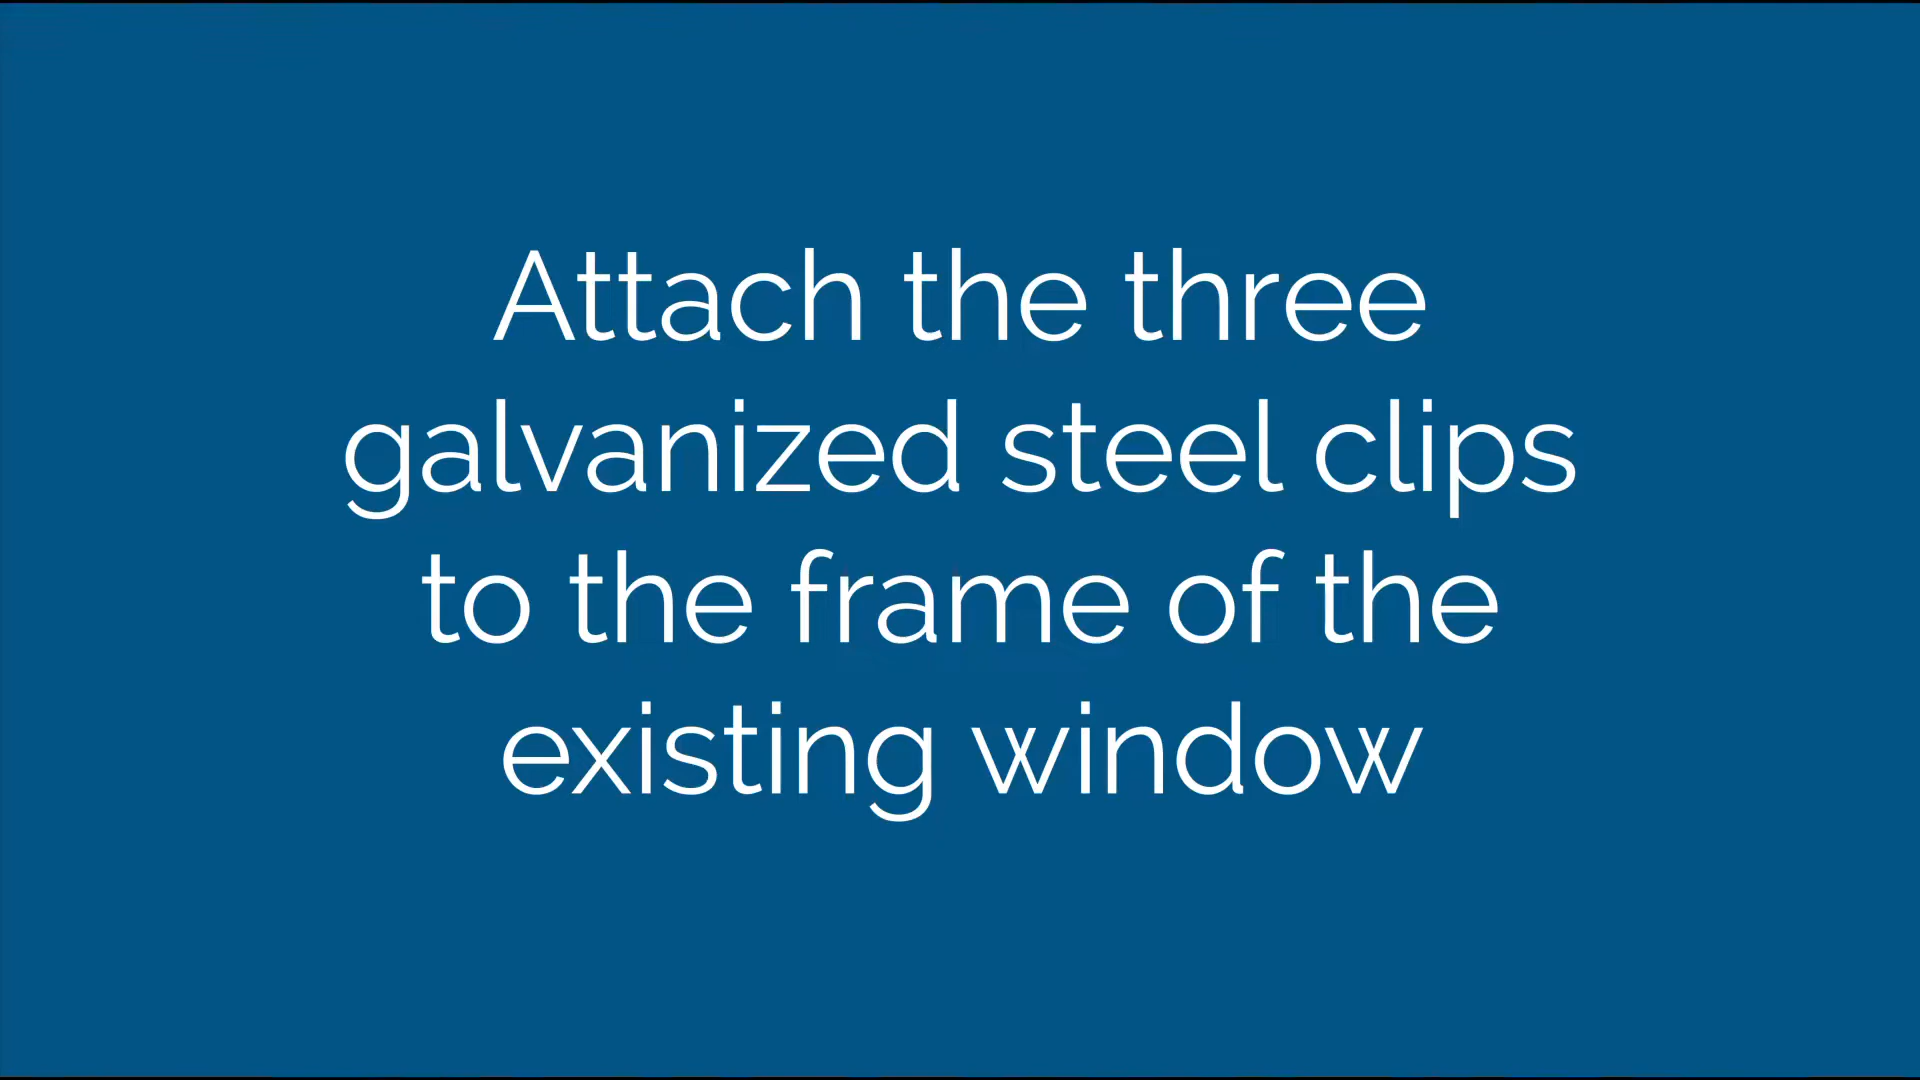 Attach the three
galvanized steel clips
to the frame of the
existing window